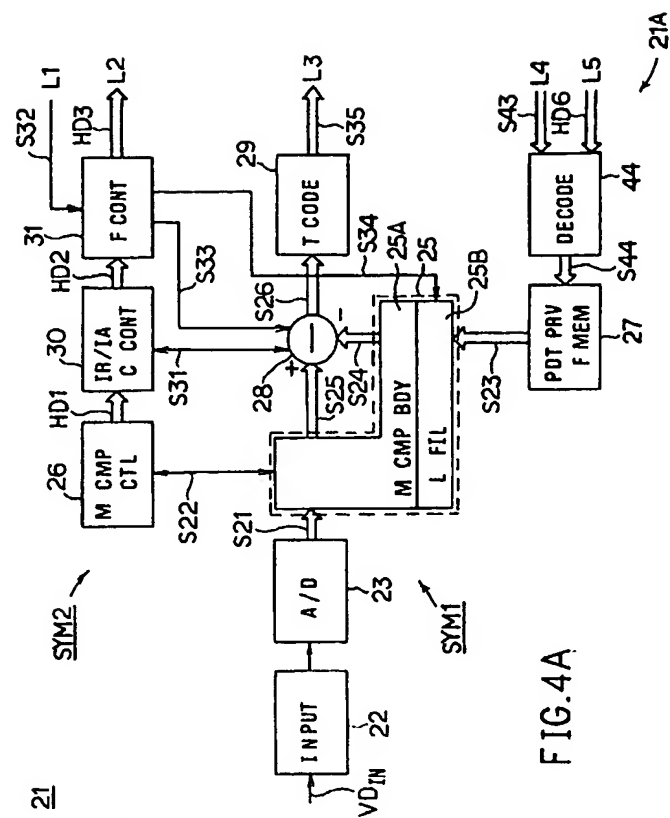 21
SYM2
26
M CMP
CTL
HD1
30
IR/IA
C CONT
HD2
31
F CONT
S32
L1
HD3
L2
S22
S31
S33
VD IN
INPUT
22
A/D
23
S21
SYM1
S25
28
+
−
-
S24
S26
29
T CODE
S35
L3
S34
25A
25
25B
M CMP BDY
L FIL
S23
PDT PRV
F MEM
27
S44
DECODE
44
S43
L4
HD6
L5
21A
FIG.4A